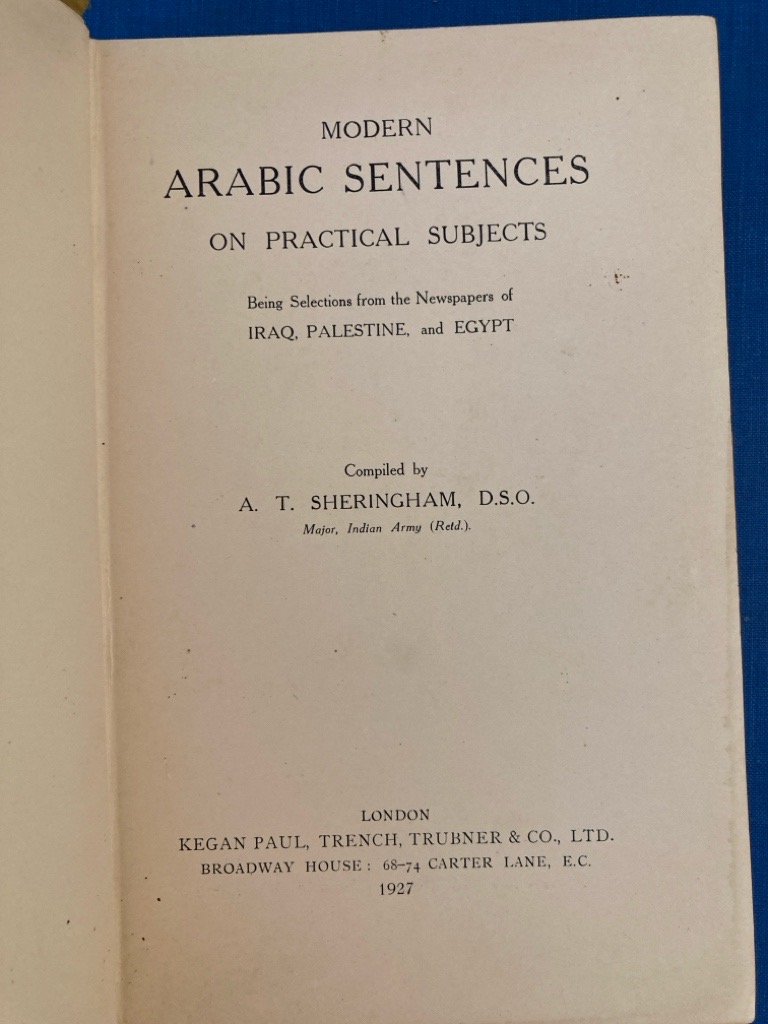 MODERN
ARABIC SENTENCES
ON PRACTICAL SUBJECTS
Being Selections from the Newspapers of
IRAQ, PALESTINE, and EGYPT
Compiled by
A. T. SHERINGHAM, D.S.O.
Major, Indian Army (Retd.).
LONDON
KEGAN PAUL, TRENCH, TRUBNER & CO., LTD.
BROADWAY HOUSE: 68–74 CARTER LANE, E.C.
1927